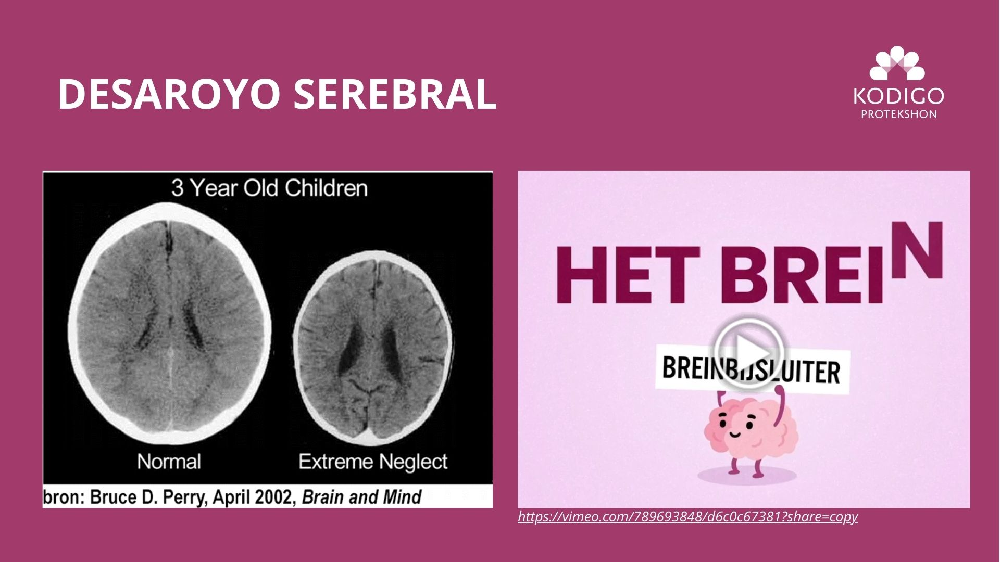 DESAROYO SEREBRAL
KODIGO
PROTEKSHON
3 Year Old Children
Normal
Extreme Neglect
bron: Bruce D. Perry, April 2002, Brain and Mind
HET BREIN
BREINBIJSLUITER
https://vimeo.com/789693848/d6c0c67381?share=copy